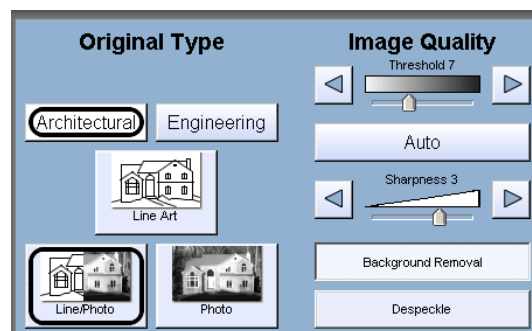 Original Type
Architectural
Engineering
Line Art
Line/Photo
Photo
Image Quality
Threshold 7
Auto
Sharpness 3
Background Removal
Despeckle